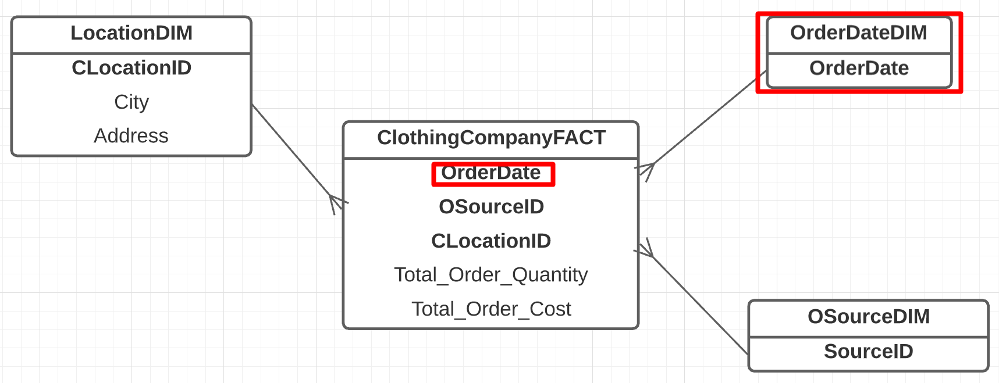 LocationDIM
CLocationID
City
Address
ClothingCompanyFACT
OrderDate
OSourceID
CLocationID
Total_Order_Quantity
Total_Order_Cost
OrderDateDIM
OrderDate
OSourceDIM
SourceID